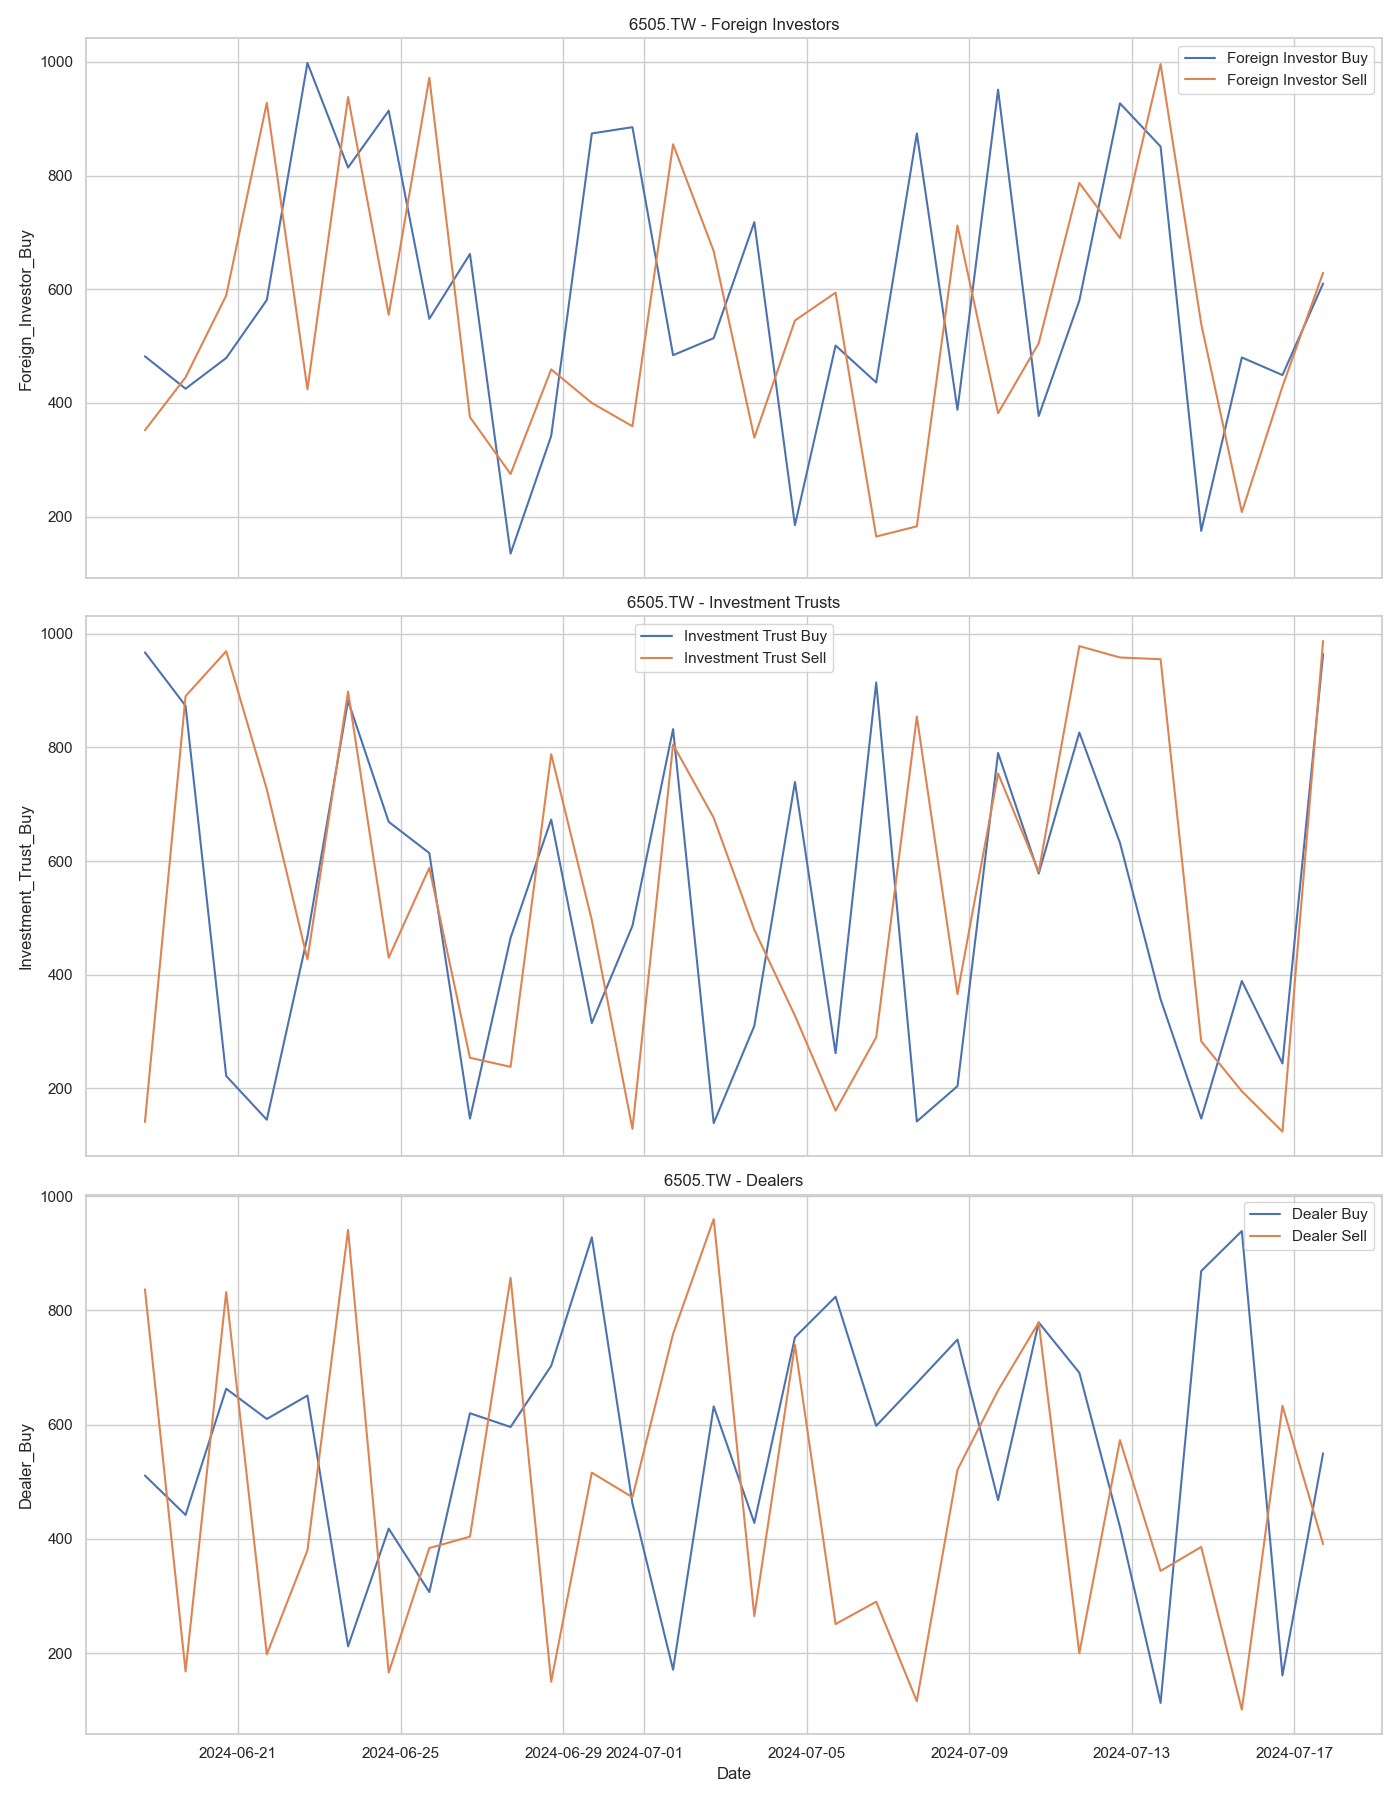 6505.TW - Foreign Investors
Foreign Investor Buy
Foreign Investor Sell
Foreign_Investor_Buy
1000
800
600
400
200
6505.TW - Investment Trusts
Investment Trust Buy
Investment Trust Sell
Investment_Trust_Buy
1000
800
600
400
200
6505.TW - Dealers
Dealer Buy
Dealer Sell
Dealer_Buy
1000
800
600
400
200
2024-06-21 2024-06-25 2024-06-29 2024-07-01 2024-07-05 2024-07-09 2024-07-13 2024-07-17
Date